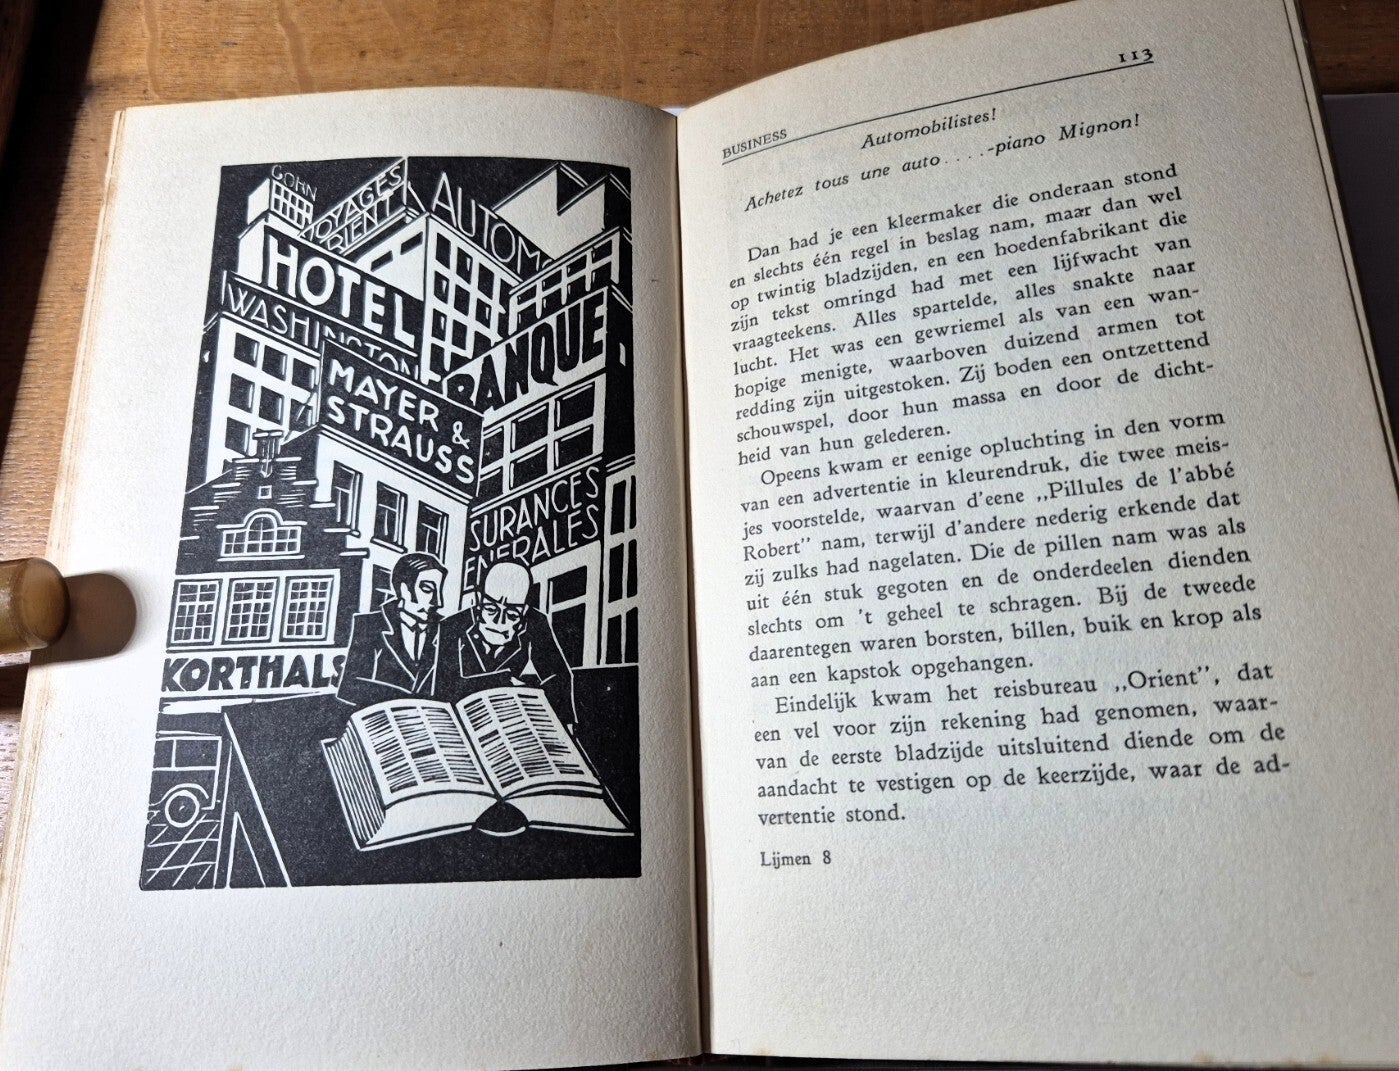 GOHN
VOYAGES
RIENT
AUTOM
HOTEL
WASHINGTON
BANQUE
MAYER &
STRAUSS
SURANCES
ENERALES
KORTHALS
BUSINESS
113
Automobilistes!
Achetez tous une auto....-piano Mignon!
Dan had je een kleermaker die onderaan stond
en slechts één regel in beslag nam, maar dan wel
op twintig bladzijden, en een hoedenfabrikant die
zijn tekst omringd had met een lijfwacht van
vraagteekens. Alles spartelde, alles snakte naar
lucht. Het was een gewriemel als van een wan-
hopige menigte, waarboven duizend armen tot
redding zijn uitgestoken. Zij boden een ontzettend
schouwspel, door hun massa en door de dicht-
heid van hun gelederen.
Opeens kwam er eenige opluchting in den vorm
van een advertentie in kleurendruk, die twee meis-
jes voorstelde, waarvan d'eene „Pillules de l'abbé
Robert" nam, terwijl d'andere nederig erkende dat
zij zulks had nagelaten. Die de pillen nam was als
uit één stuk gegoten en de onderdeelen dienden
slechts om 't geheel te schragen. Bij de tweede
daarentegen waren borsten, billen, buik en krop als
aan een kapstok opgehangen.
Eindelijk kwam het reisbureau „Orient", dat
een vel voor zijn rekening had genomen, waar-
van de eerste bladzijde uitsluitend diende om de
aandacht te vestigen op de keerzijde, waar de ad-
vertentie stond.
Lijmen 8